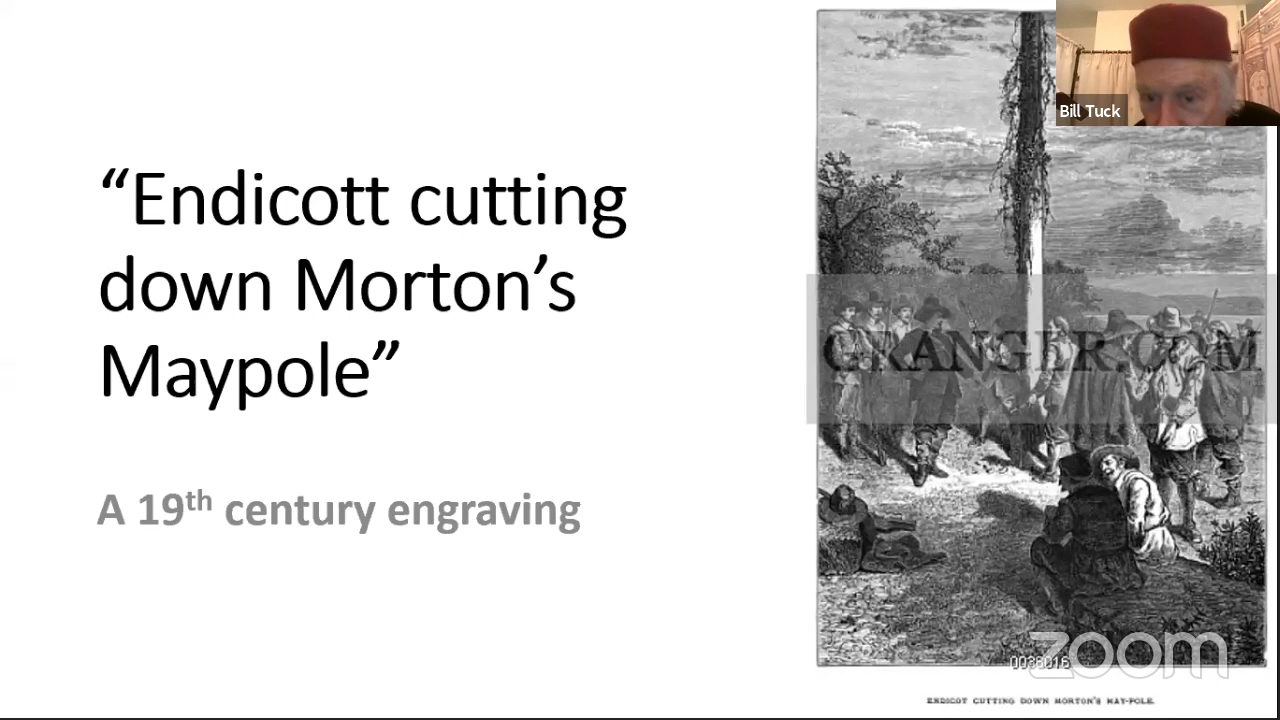 “Endicott cutting
down Morton’s
Maypole”
A 19th century engraving
Bill Tuck
GRANGER.COM
0038016
zoom
ENDICOT CUTTING DOWN MORTON'S MAY-POLE.